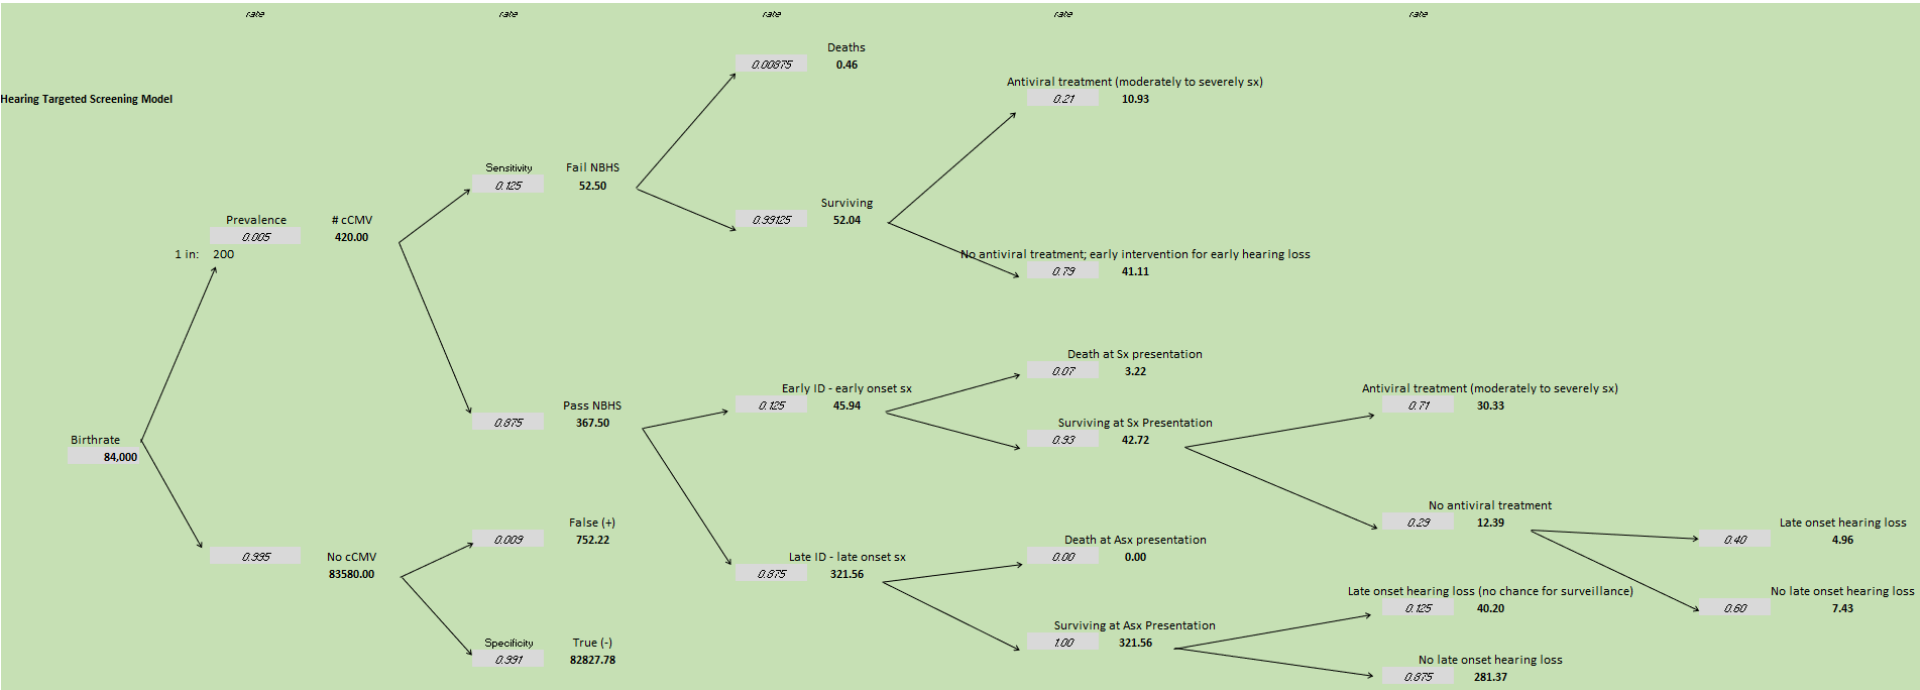 rate rate rate rate rate
Hearing Targeted Screening Model
Birthrate
84,000
Prevalence # cCMV
0.005 420.00
1 in: 200
0.995 No cCMV
83580.00
Sensitivity Fail NBHS
0.125 52.50
Pass NBHS
0.875 367.50
False (+)
0.009 752.22
Specificity True (-)
0.991 82827.78
Deaths
0.00875 0.46
Surviving
0.99125 52.04
Early ID - early onset sx
0.125 45.94
Late ID - late onset sx
0.875 321.56
Antiviral treatment (moderately to severely sx)
0.21 10.93
No antiviral treatment; early intervention for early hearing loss
0.79 41.11
Death at Sx presentation
0.07 3.22
Surviving at Sx Presentation
0.93 42.72
Death at Asx presentation
0.00 0.00
Surviving at Asx Presentation
1.00 321.56
Antiviral treatment (moderately to severely sx)
0.71 30.33
No antiviral treatment
0.29 12.39
Late onset hearing loss (no chance for surveillance)
0.125 40.20
No late onset hearing loss
0.875 281.37
Late onset hearing loss
0.40 4.96
No late onset hearing loss
0.60 7.43